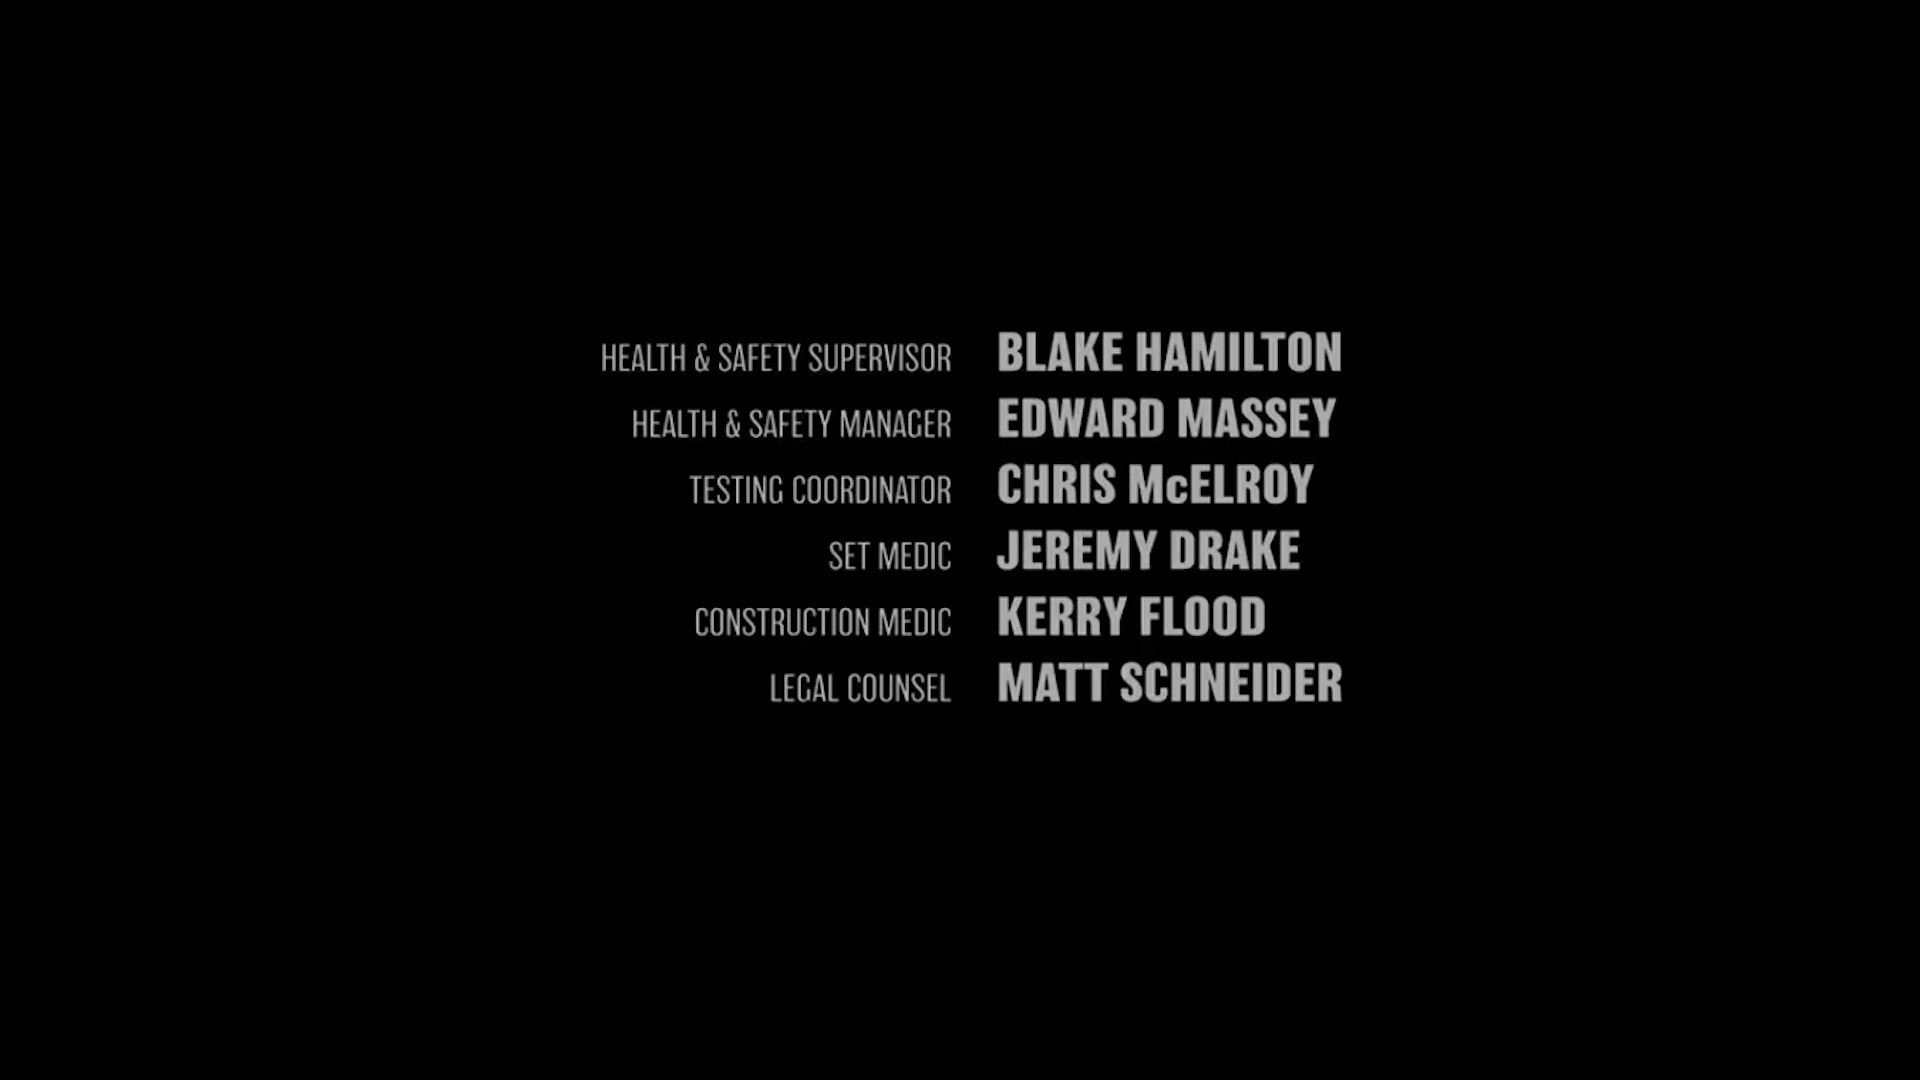 HEALTH & SAFETY SUPERVISOR BLAKE HAMILTON
HEALTH & SAFETY MANAGER EDWARD MASSEY
TESTING COORDINATOR CHRIS McELROY
SET MEDIC JEREMY DRAKE
CONSTRUCTION MEDIC KERRY FLOOD
LEGAL COUNSEL MATT SCHNEIDER